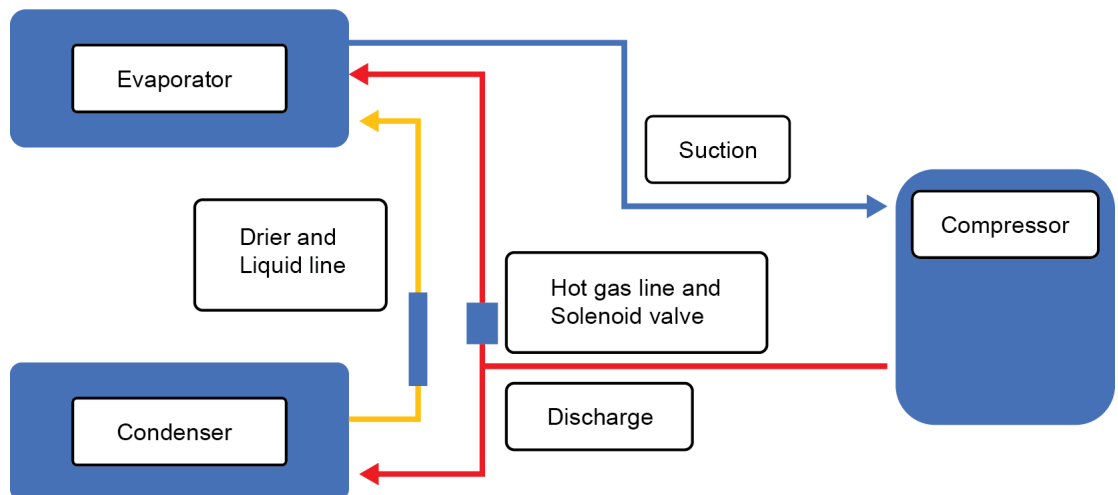 Evaporator
Suction
Compressor
Drier and
Liquid line
Hot gas line and
Solenoid valve
Discharge
Condenser